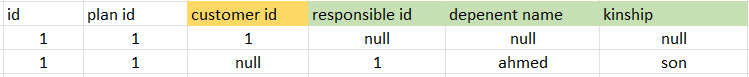 id plan id customer id responsible id depenent name kinship
1 1 1 null null null
1 1 null 1 ahmed son